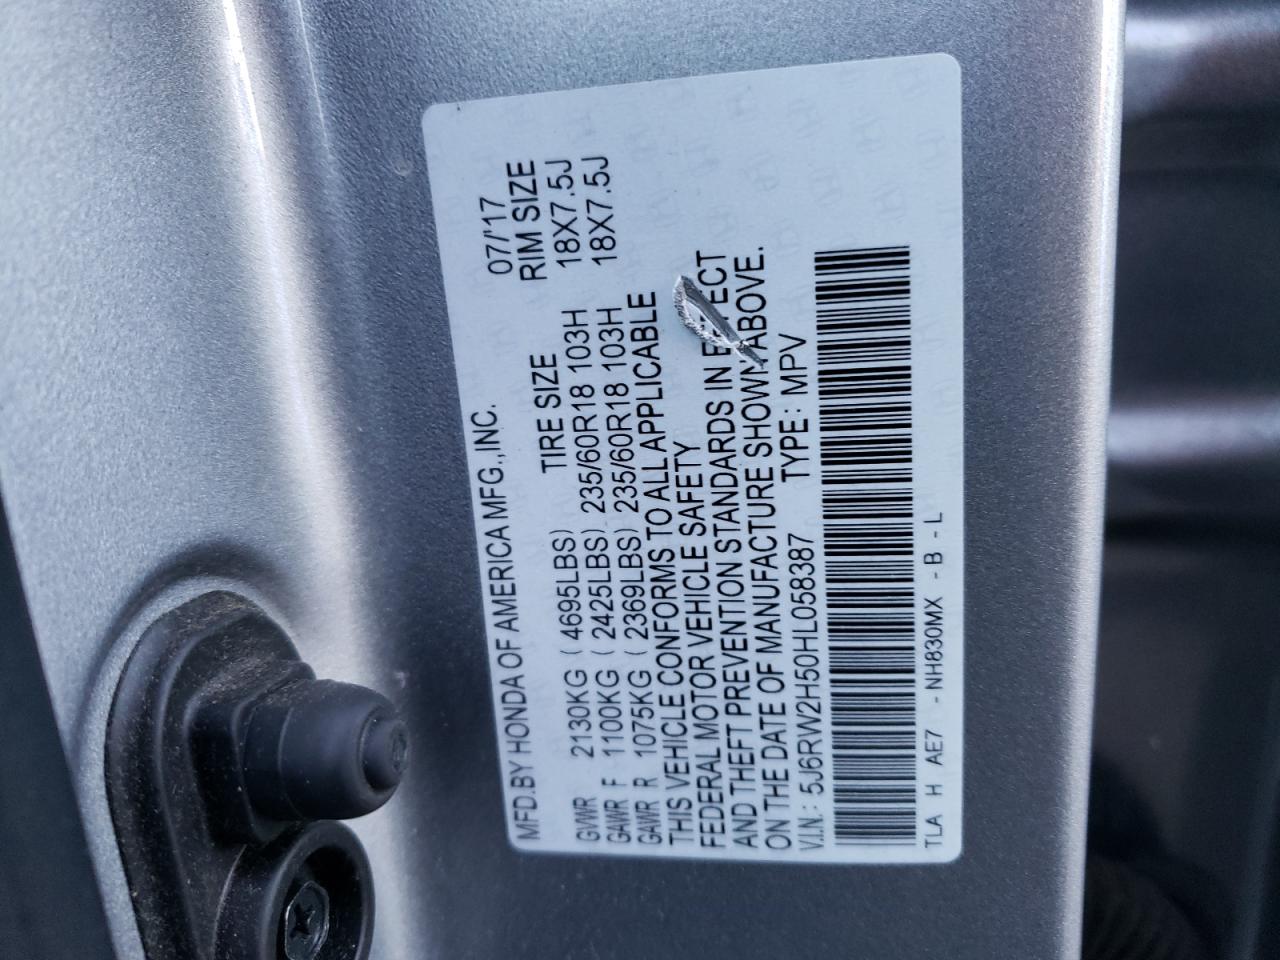 MFD.BY HONDA OF AMERICA MFG.,INC. 07/'17
TIRE SIZE RIM SIZE
GVWR 2130KG ( 4695LBS)
GAWR F 1100KG ( 2425LBS) 235/60R18 103H 18X7.5J
GAWR R 1075KG ( 2369LBS) 235/60R18 103H 18X7.5J
THIS VEHICLE CONFORMS TO ALL APPLICABLE
FEDERAL MOTOR VEHICLE SAFETY
AND THEFT PREVENTION STANDARDS IN EFFECT
ON THE DATE OF MANUFACTURE SHOWN ABOVE.
V.I.N.: 5J6RW2H50HL058387 TYPE: MPV
TLA H AE7 - NH830MX - B - L